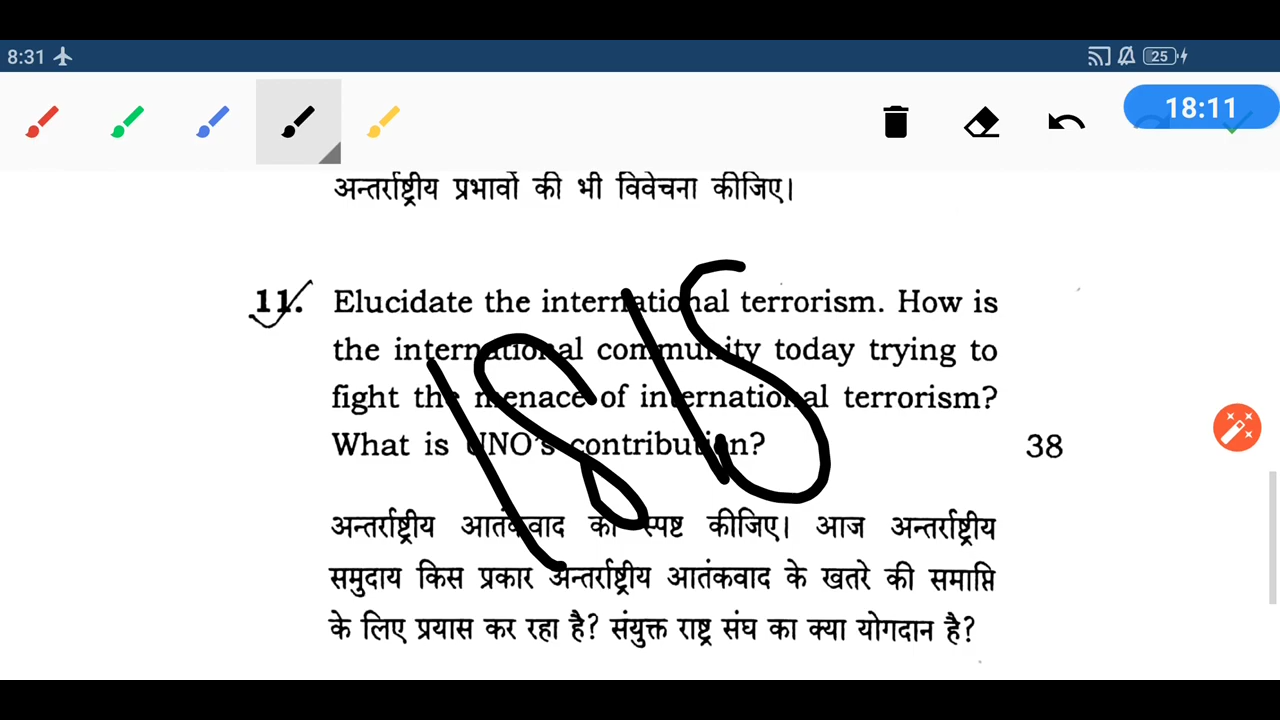 8:31
25
18:11
अन्तर्राष्ट्रीय प्रभावों की भी विवेचना कीजिए।
11. Elucidate the international terrorism. How is
the international community today trying to
fight the menace of international terrorism?
What is UNO's contribution? 38
ISIS
अन्तर्राष्ट्रीय आतंकवाद को स्पष्ट कीजिए। आज अन्तर्राष्ट्रीय
समुदाय किस प्रकार अन्तर्राष्ट्रीय आतंकवाद के खतरे की समाप्ति
के लिए प्रयास कर रहा है? संयुक्त राष्ट्र संघ का क्या योगदान है?